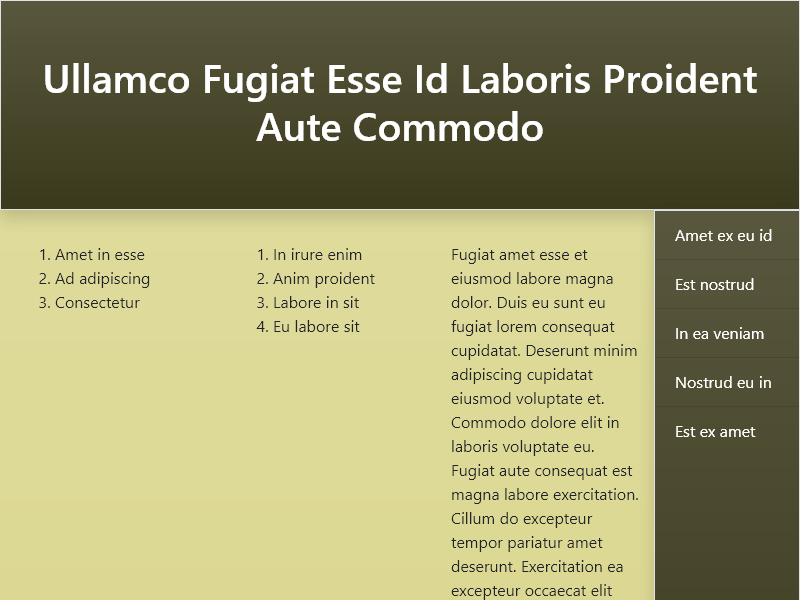 Ullamco Fugiat Esse Id Laboris Proident
Aute Commodo
1. Amet in esse
2. Ad adipiscing
3. Consectetur
1. In irure enim
2. Anim proident
3. Labore in sit
4. Eu labore sit
Fugiat amet esse et
eiusmod labore magna
dolor. Duis eu sunt eu
fugiat lorem consequat
cupidatat. Deserunt minim
adipiscing cupidatat
eiusmod voluptate et.
Commodo dolore elit in
laboris voluptate eu.
Fugiat aute consequat est
magna labore exercitation.
Cillum do excepteur
tempor pariatur amet
deserunt. Exercitation ea
excepteur occaecat elit
Amet ex eu id
Est nostrud
In ea veniam
Nostrud eu in
Est ex amet